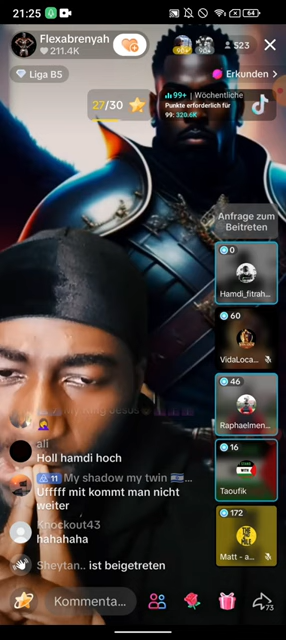 21:25
64
Flexabrenyah
211.4K
523
Liga B5
Erkunden >
27/30
99+ | Wöchentliche
Punkte erforderlich für
99: 320.6K
Anfrage zum
Beitreten
0
Hamdi_fitrah...
60
VidaLoca...
46
Raphaelmen...
16
Taoufik
172
Matt - a...
ali
Holl hamdi hoch
11 My shadow my twin 🇮🇱...
Uffffff mit kommt man nicht
weiter
Knockout43
hahahaha
Sheytan.. ist beigetreten
Kommenta...
73